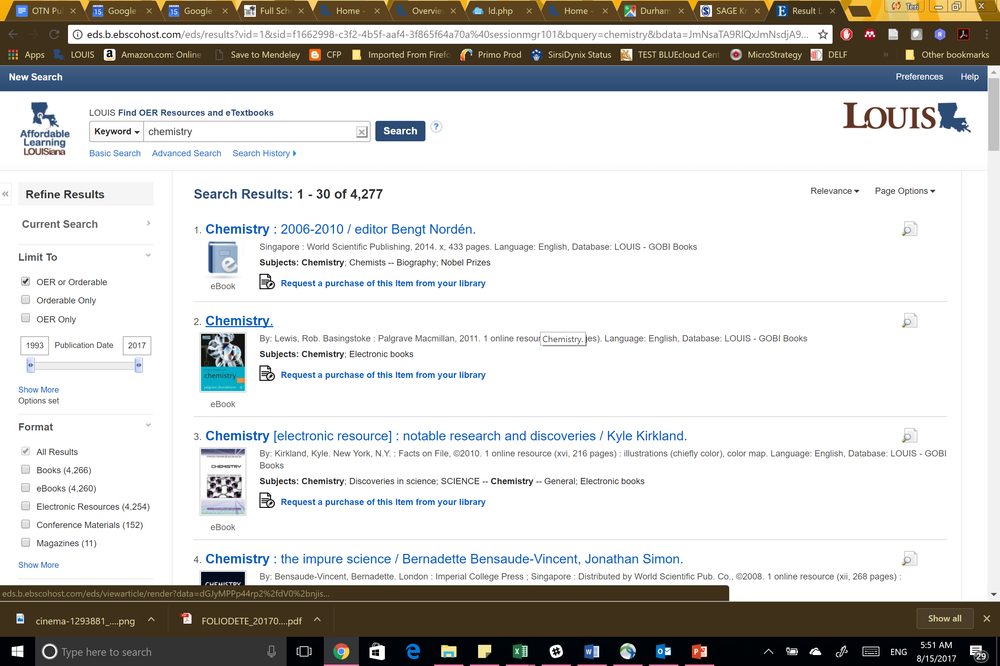 OTN Pu
15 Google
15 Google
Full Sche
Home -
Overview
ld.php
Home -
Durham
SAGE Kn
Result Li
Teri
eds.b.ebscohost.com/eds/results?vid=1&sid=f1662998-c3f2-4b5f-aaf4-3f865f64a70a%40sessionmgr101&bquery=chemistry&bdata=JmNsaTA9RlQxJmNsdjA9...
Apps LOUIS Amazon.com: Online Save to Mendeley CFP Imported From Firefo Primo Prod SirsiDynix Status TEST BLUEcloud Cent MicroStrategy DELF » Other bookmarks
New Search Preferences Help
Affordable
Learning
LOUISiana
LOUIS Find OER Resources and eTextbooks
Keyword chemistry Search ?
Basic Search Advanced Search Search History
LOUIS
Refine Results
Current Search
Limit To
OER or Orderable
Orderable Only
OER Only
1993 Publication Date 2017
Show More
Options set
Format
All Results
Books (4,266)
eBooks (4,260)
Electronic Resources (4,254)
Conference Materials (152)
Magazines (11)
Show More
Search Results: 1 - 30 of 4,277
Relevance Page Options
1. Chemistry : 2006-2010 / editor Bengt Nordén.
Singapore : World Scientific Publishing, 2014. x, 433 pages. Language: English, Database: LOUIS - GOBI Books
Subjects: Chemistry; Chemists -- Biography; Nobel Prizes
Request a purchase of this Item from your library
eBook
2. Chemistry.
By: Lewis, Rob. Basingstoke : Palgrave Macmillan, 2011. 1 online resour Chemistry. es). Language: English, Database: LOUIS - GOBI Books
Subjects: Chemistry; Electronic books
Request a purchase of this Item from your library
chemistry
palgrave foundations
eBook
3. Chemistry [electronic resource] : notable research and discoveries / Kyle Kirkland.
By: Kirkland, Kyle. New York, N.Y. : Facts on File, ©2010. 1 online resource (xvi, 216 pages) : illustrations (chiefly color), color map. Language: English, Database: LOUIS - GOBI
Books
Subjects: Chemistry; Discoveries in science; SCIENCE -- Chemistry -- General; Electronic books
Request a purchase of this Item from your library
CHEMISTRY
eBook
4. Chemistry : the impure science / Bernadette Bensaude-Vincent, Jonathan Simon.
By: Bensaude-Vincent, Bernadette. London : Imperial College Press ; Singapore : Distributed by World Scientific Pub. Co., ©2008. 1 online resource (xii, 268 pages) :
CHEMISTRY
eds.b.ebscohost.com/eds/viewarticle/render?data=dGJyMPPp44rp2%2fdV0%2bnjis...
cinema-1293881_....png
FOLIODETE_20170....pdf
Show all
Type here to search
ENG
5:51 AM
8/15/2017
29